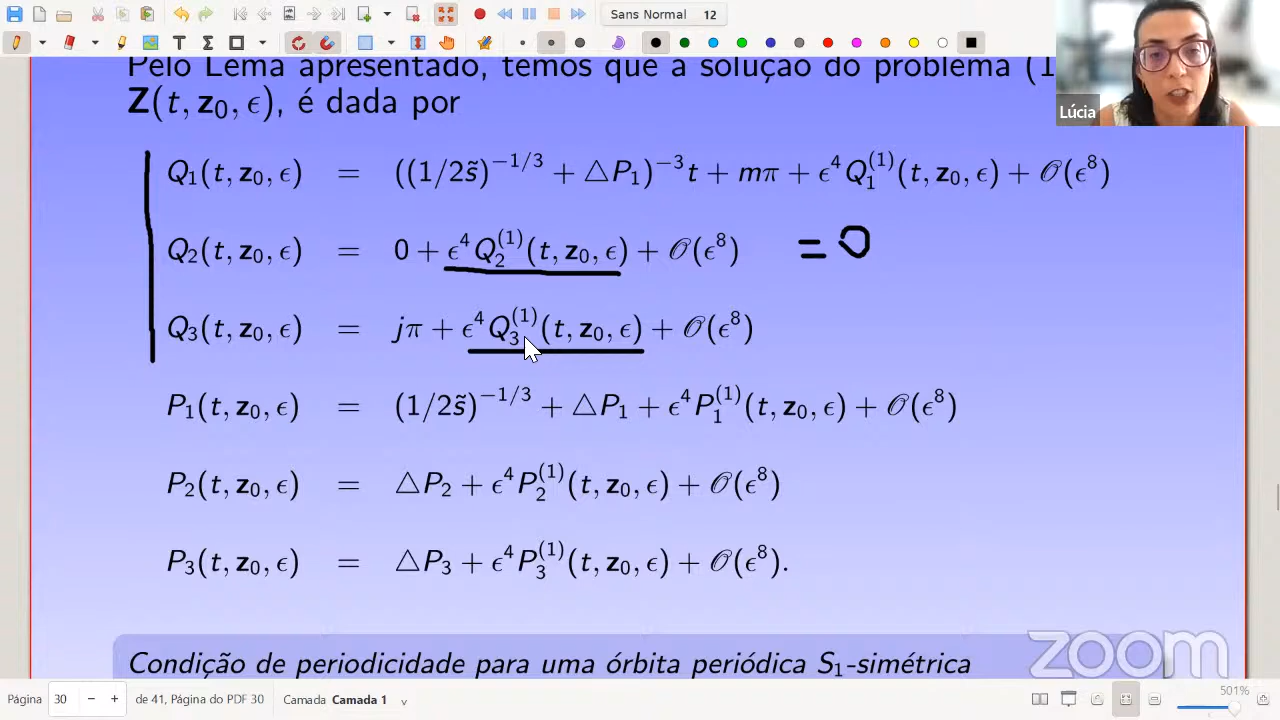 Sans Normal 12
Pelo Lema apresentado, temos que a solução do problema (1
Z(t, z₀, ϵ), é dada por
Lúcia
Q₁(t, z₀, ϵ) = ((1/2s̃)^{−1/3} + △P₁)^{−3}t + mπ + ϵ⁴Q₁^{(1)}(t, z₀, ϵ) + 𝒪(ϵ⁸)
Q₂(t, z₀, ϵ) = 0 + ϵ⁴Q₂^{(1)}(t, z₀, ϵ) + 𝒪(ϵ⁸) = 0
Q₃(t, z₀, ϵ) = jπ + ϵ⁴Q₃^{(1)}(t, z₀, ϵ) + 𝒪(ϵ⁸)
P₁(t, z₀, ϵ) = (1/2s̃)^{−1/3} + △P₁ + ϵ⁴P₁^{(1)}(t, z₀, ϵ) + 𝒪(ϵ⁸)
P₂(t, z₀, ϵ) = △P₂ + ϵ⁴P₂^{(1)}(t, z₀, ϵ) + 𝒪(ϵ⁸)
P₃(t, z₀, ϵ) = △P₃ + ϵ⁴P₃^{(1)}(t, z₀, ϵ) + 𝒪(ϵ⁸).
Condição de periodicidade para uma órbita periódica S₁-simétrica
zoom
Página 30 de 41, Página do PDF 30 Camada Camada 1 501%